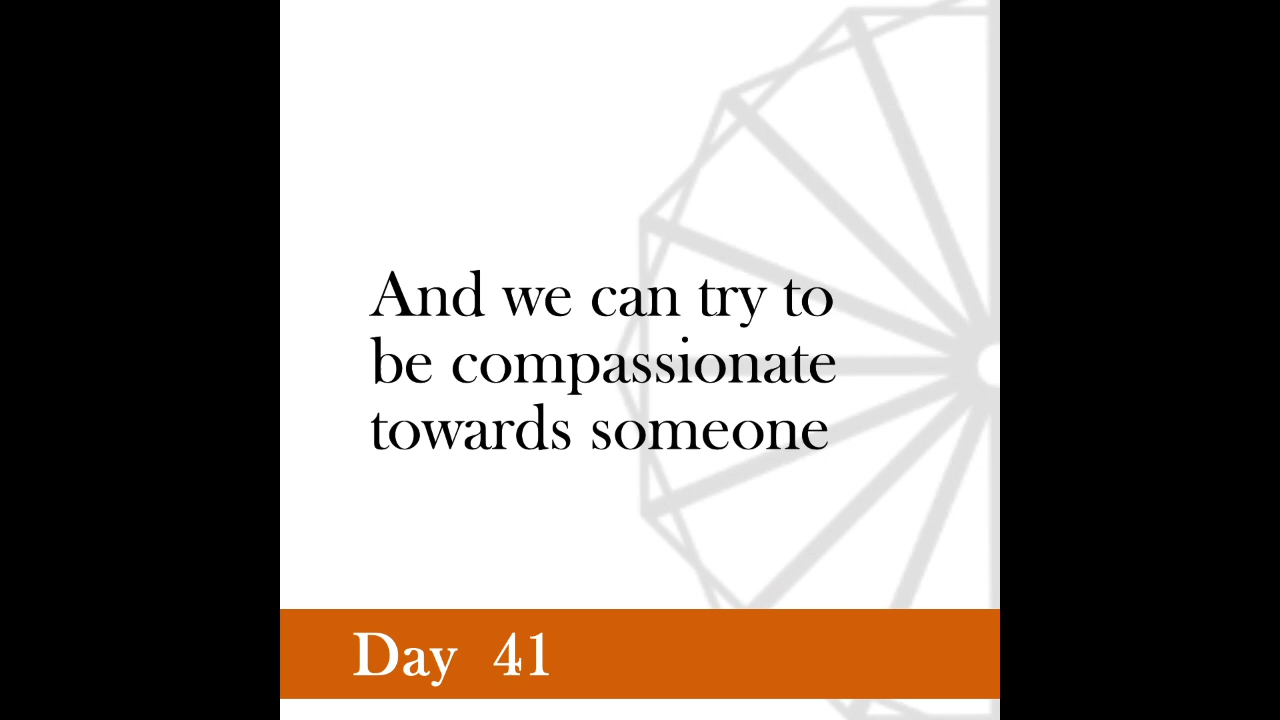 And we can try to
be compassionate
towards someone
Day 41